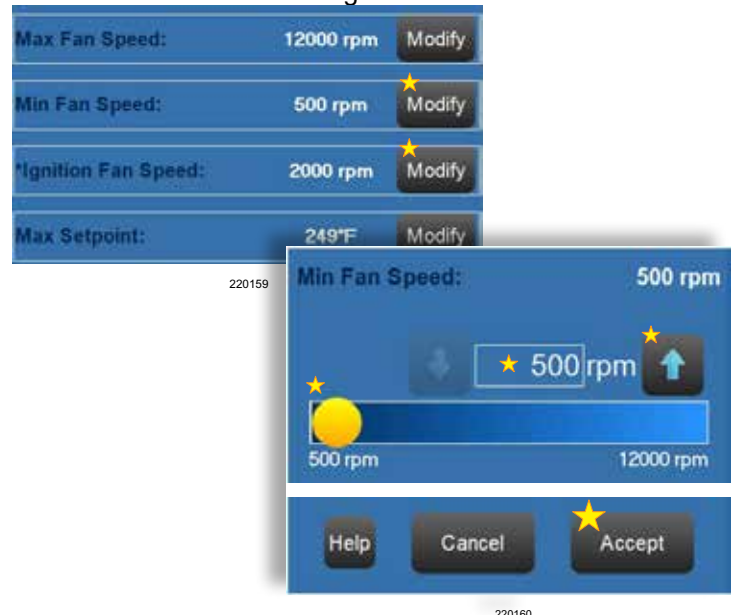 Max Fan Speed: 12000 rpm Modify
Min Fan Speed: 500 rpm Modify
*Ignition Fan Speed: 2000 rpm Modify
Max Setpoint: 249°F Modify
220159
Min Fan Speed: 500 rpm
500 rpm
500 rpm 12000 rpm
Help Cancel Accept
220160